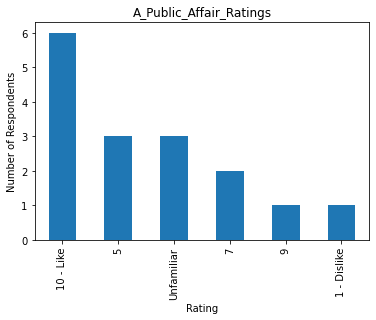 A_Public_Affair_Ratings
Number of Respondents
6
5
4
3
2
1
0
10 - Like
5
Unfamiliar
7
9
1 - Dislike
Rating